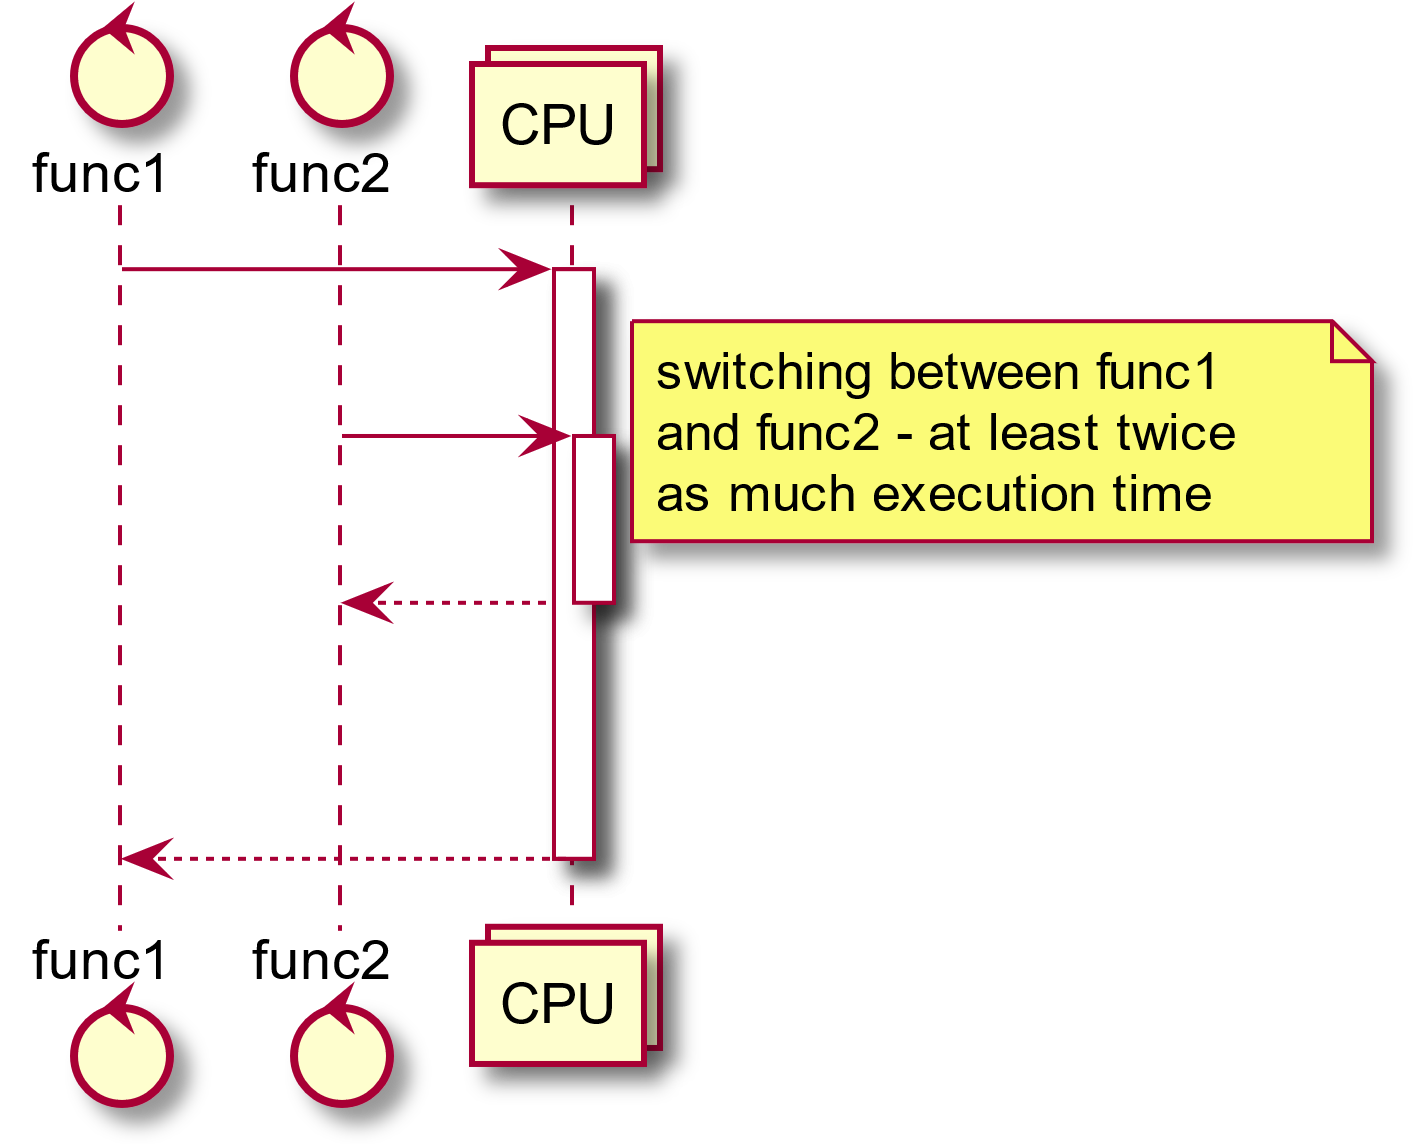 func1
func2
CPU
switching between func1
and func2 - at least twice
as much execution time
func1
func2
CPU